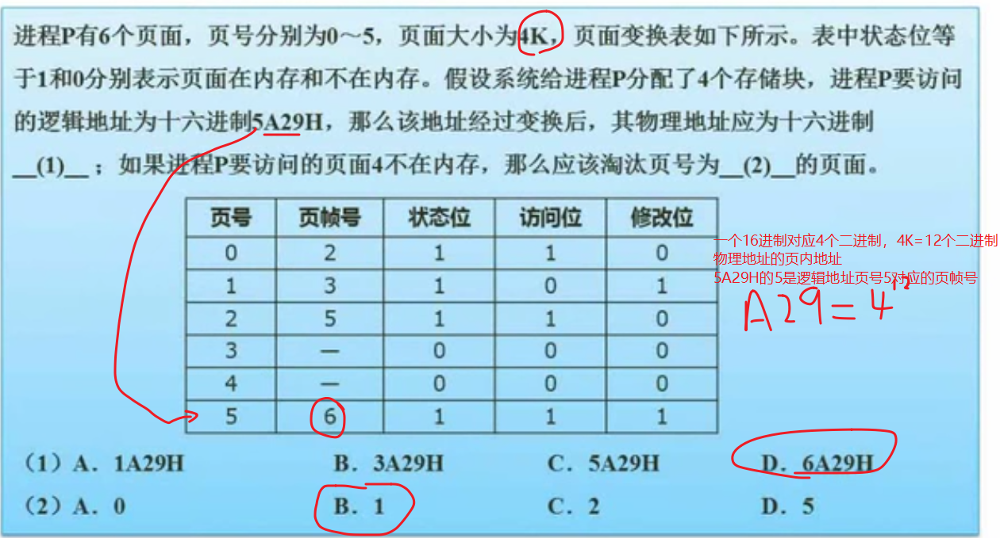 进程P有6个页面，页号分别为0～5，页面大小为4K，页面变换表如下所示。表中状态位等
于1和0分别表示页面在内存和不在内存。假设系统给进程P分配了4个存储块，进程P要访问
的逻辑地址为十六进制5A29H，那么该地址经过变换后，其物理地址应为十六进制
__(1)__；如果进程P要访问的页面4不在内存，那么应该淘汰页号为__(2)__的页面。
页号 页帧号 状态位 访问位 修改位
0 2 1 1 0
1 3 1 0 1
2 5 1 1 0
3 — 0 0 0
4 — 0 0 0
5 6 1 1 1
一个16进制对应4个二进制，4K=12个二进制
物理地址的页内地址
5A29H的5是逻辑地址页号5对应的页帧号
A29=4^12
（1）A．1A29H B．3A29H C．5A29H D．6A29H
（2）A．0 B．1 C．2 D．5